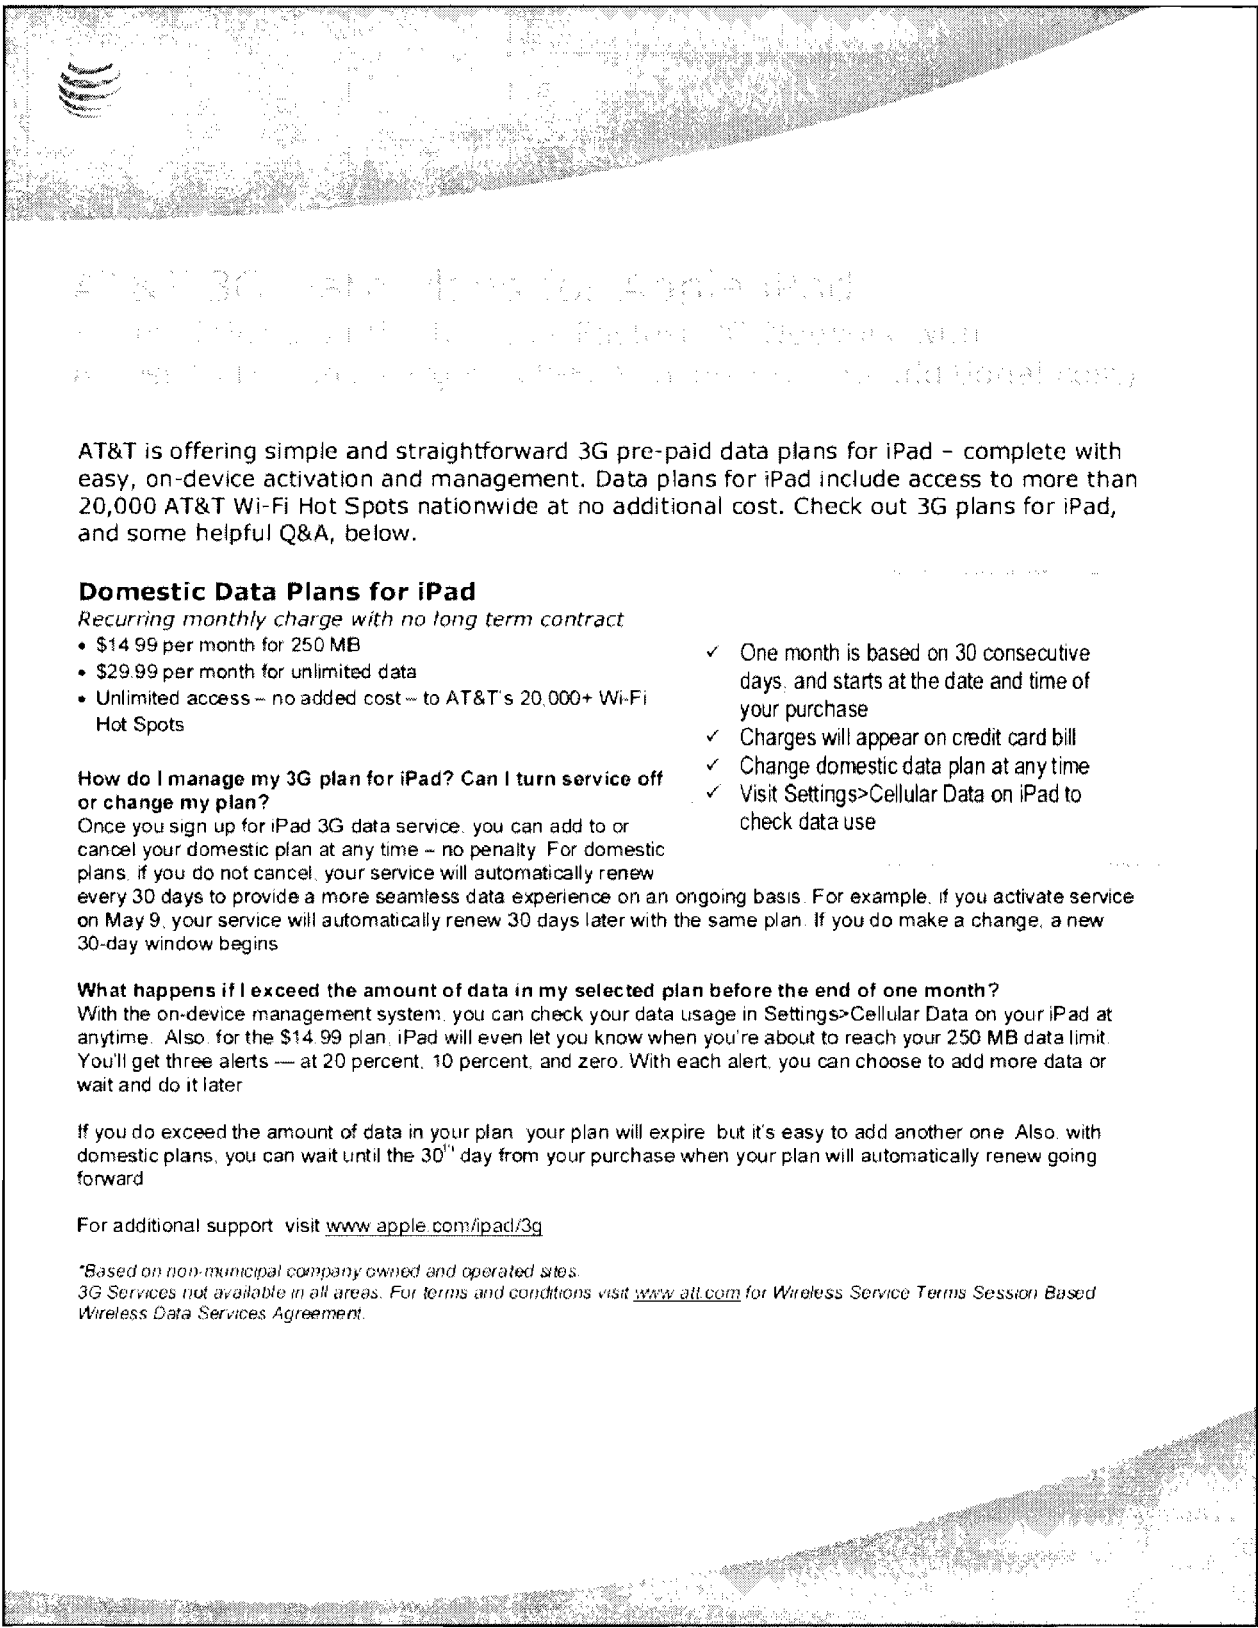 AT&T 3G Data Plans for Apple iPad
Fastest 3G Network with
additional cost)
AT&T is offering simple and straightforward 3G pre-paid data plans for iPad – complete with
easy, on-device activation and management. Data plans for iPad include access to more than
20,000 AT&T Wi-Fi Hot Spots nationwide at no additional cost. Check out 3G plans for iPad,
and some helpful Q&A, below.
Domestic Data Plans for iPad
Recurring monthly charge with no long term contract
• $14 99 per month for 250 MB
• $29.99 per month for unlimited data
• Unlimited access – no added cost – to AT&T's 20,000+ Wi-Fi
Hot Spots
✓ One month is based on 30 consecutive
days, and starts at the date and time of
your purchase
✓ Charges will appear on credit card bill
✓ Change domestic data plan at any time
✓ Visit Settings>Cellular Data on iPad to
check data use
How do I manage my 3G plan for iPad? Can I turn service off
or change my plan?
Once you sign up for iPad 3G data service, you can add to or
cancel your domestic plan at any time – no penalty For domestic
plans, if you do not cancel, your service will automatically renew
every 30 days to provide a more seamless data experience on an ongoing basis. For example, if you activate service
on May 9, your service will automatically renew 30 days later with the same plan. If you do make a change, a new
30-day window begins
What happens if I exceed the amount of data in my selected plan before the end of one month?
With the on-device management system, you can check your data usage in Settings>Cellular Data on your iPad at
anytime. Also, for the $14.99 plan, iPad will even let you know when you're about to reach your 250 MB data limit.
You'll get three alerts — at 20 percent, 10 percent, and zero. With each alert, you can choose to add more data or
wait and do it later
If you do exceed the amount of data in your plan your plan will expire but it's easy to add another one Also, with
domestic plans, you can wait until the 30th day from your purchase when your plan will automatically renew going
forward
For additional support visit www.apple.com/ipad/3g
*Based on non-municipal company owned and operated sites.
3G Services not available in all areas. For terms and conditions visit www.att.com for Wireless Service Terms Session Based
Wireless Data Services Agreement.